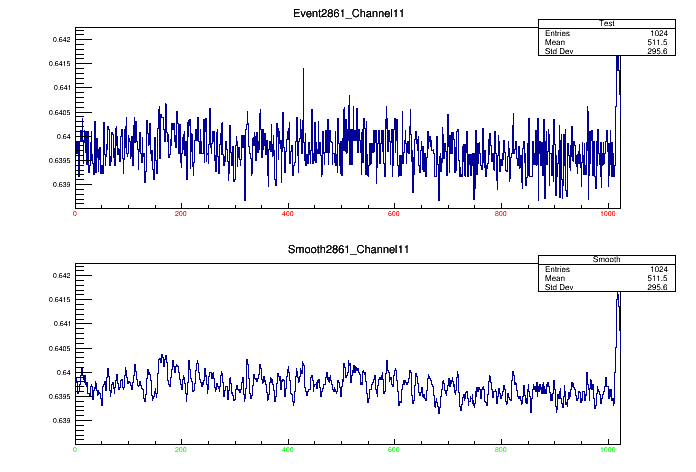 Event2861_Channel11
Test
Entries 1024
Mean 511.5
Std Dev 295.6
0.642
0.6415
0.641
0.6405
0.64
0.6395
0.639
0 200 400 600 800 1000
Smooth2861_Channel11
Smooth
Entries 1024
Mean 511.5
Std Dev 295.6
0.642
0.6415
0.641
0.6405
0.64
0.6395
0.639
0 200 400 600 800 1000